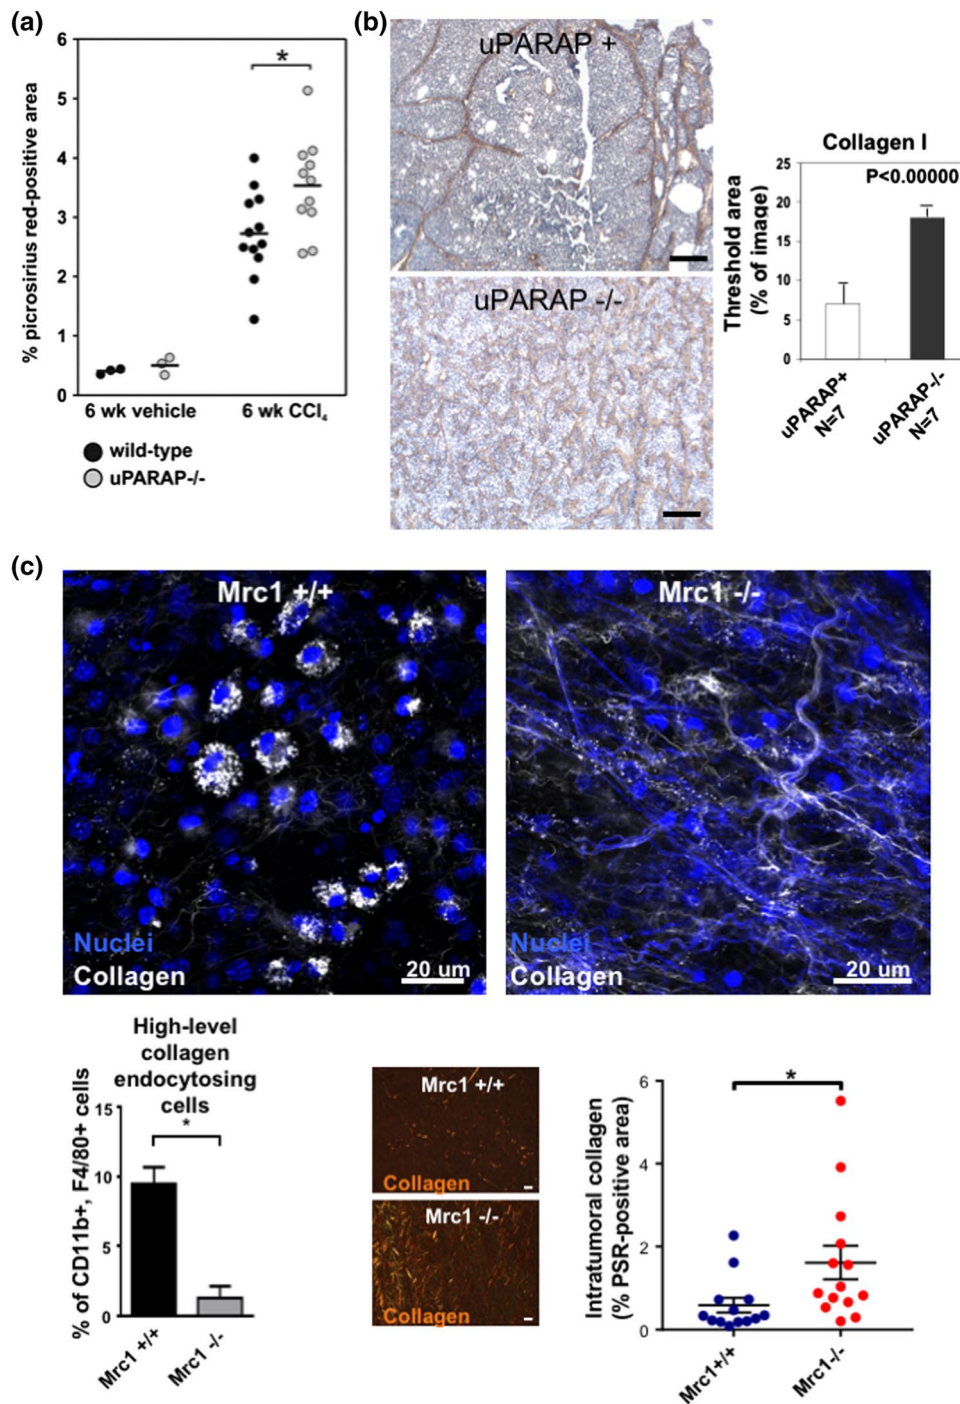 (a)
% picrosirius red-positive area
6
5
4
3
2
1
0
*
6 wk vehicle
6 wk CCl₄
wild-type
uPARAP-/-
(b)
uPARAP +
uPARAP -/-
Collagen I
P<0.00000
Threshold area
(% of image)
25
20
15
10
5
0
uPARAP+
N=7
uPARAP-/-
N=7
(c)
Mrc1 +/+
Nuclei
Collagen
20 um
Mrc1 -/-
Nuclei
Collagen
20 um
High-level
collagen
endocytosing
cells
% of CD11b+, F4/80+ cells
15
10
5
0
*
Mrc1 +/+
Mrc1 -/-
Mrc1 +/+
Collagen
Mrc1 -/-
Collagen
Intratumoral collagen
(% PSR-positive area)
6
4
2
0
*
Mrc1+/+
Mrc1-/-